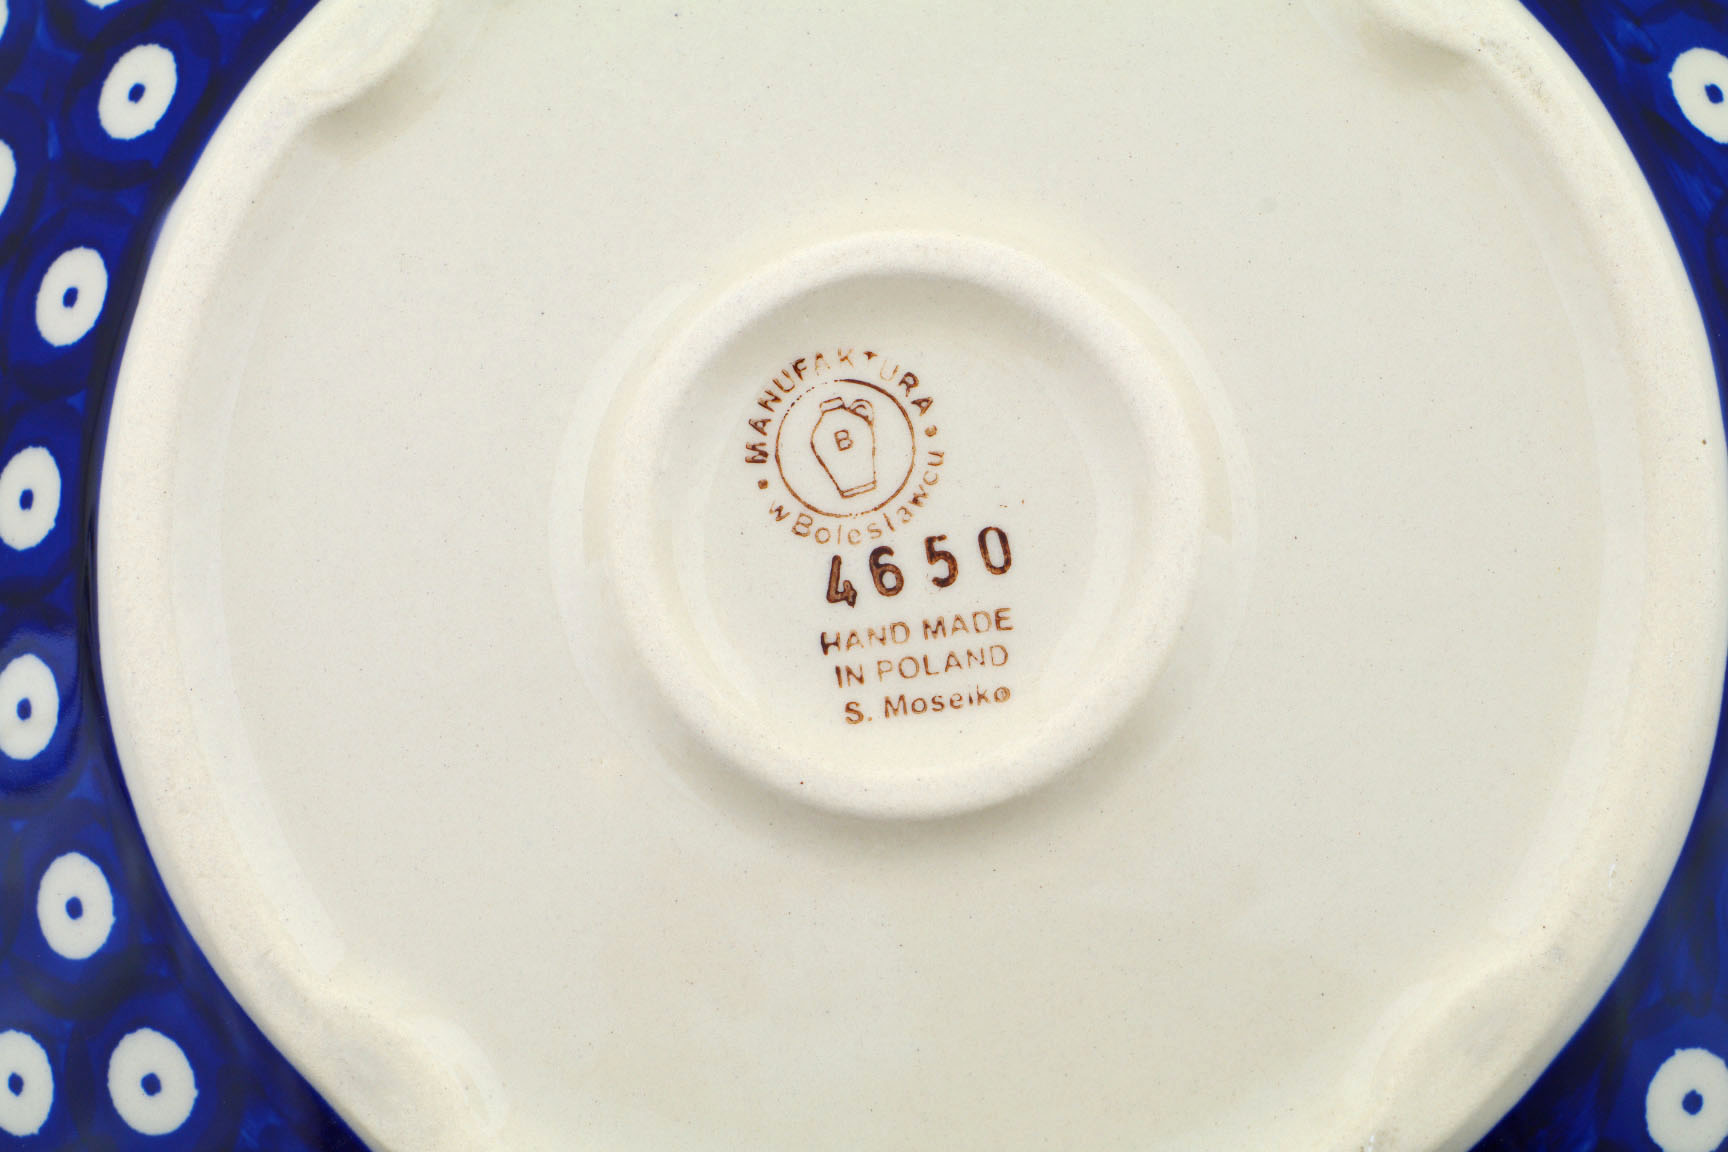 MANUFAKTURA
w Bolesławcu
B
4650
HAND MADE
IN POLAND
S. Moseiko